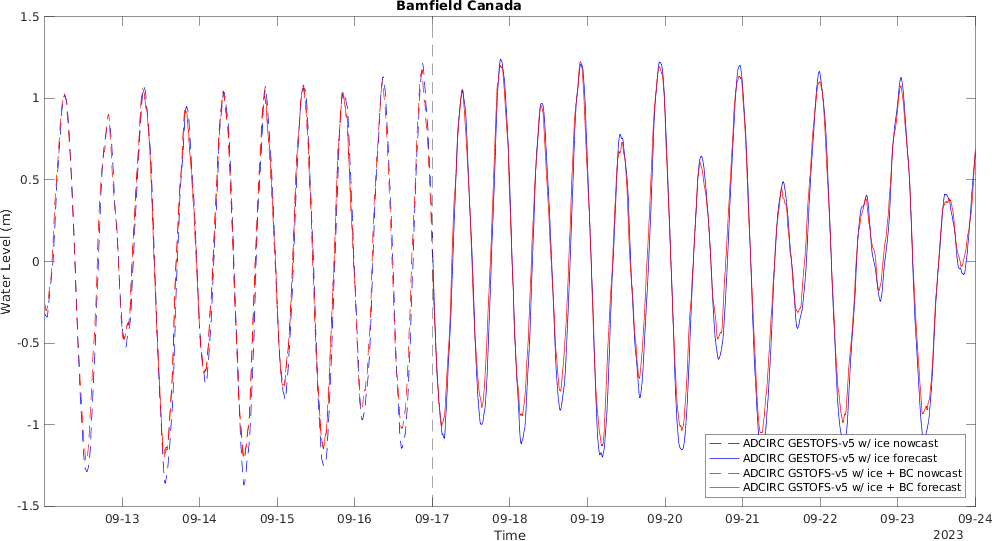 Bamfield Canada
1.5
1
0.5
0
-0.5
-1
-1.5
Water Level (m)
09-13 09-14 09-15 09-16 09-17 09-18 09-19 09-20 09-21 09-22 09-23 09-24
Time
2023
ADCIRC GESTOFS-v5 w/ ice nowcast
ADCIRC GESTOFS-v5 w/ ice forecast
ADCIRC GSTOFS-v5 w/ ice + BC nowcast
ADCIRC GSTOFS-v5 w/ ice + BC forecast